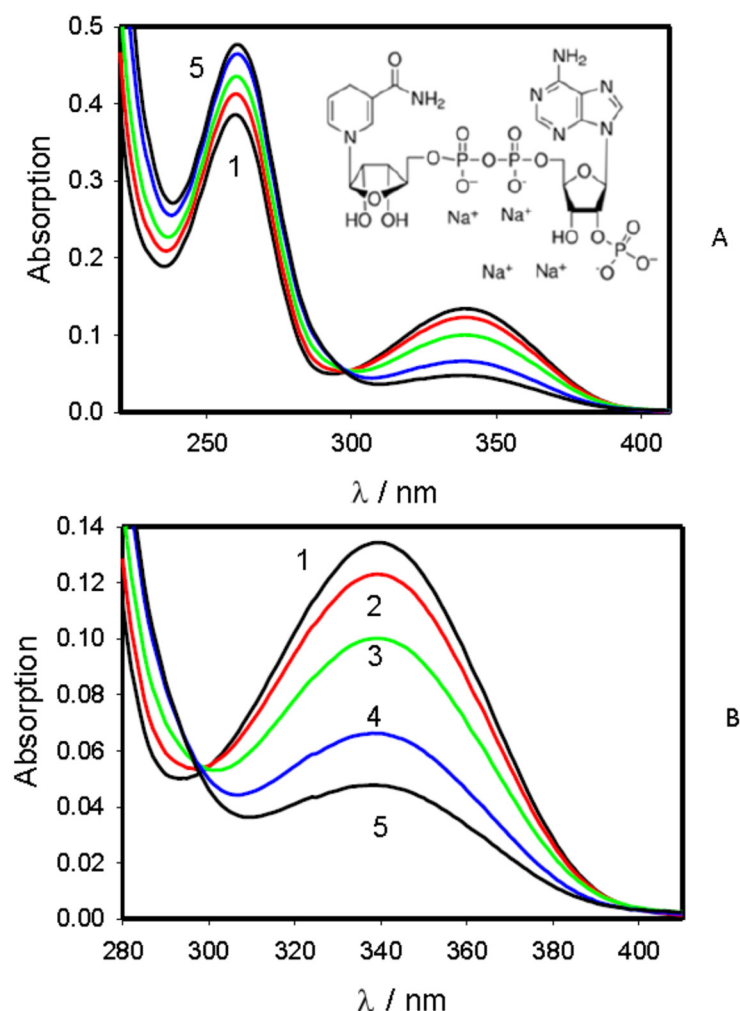 0.5
0.4
0.3
0.2
0.1
0.0
Absorption
5
1
O
NH₂
N
O
HO OH
O
O
P
O⁻
O
O
P
O⁻
O
NH₂
N
N
N
N
O
HO
O
P
O
O⁻
⁻O
Na⁺ Na⁺
Na⁺ Na⁺
A
250 300 350 400
λ / nm
0.14
0.12
0.10
0.08
0.06
0.04
0.02
0.00
Absorption
1
2
3
4
5
B
280 300 320 340 360 380 400
λ / nm